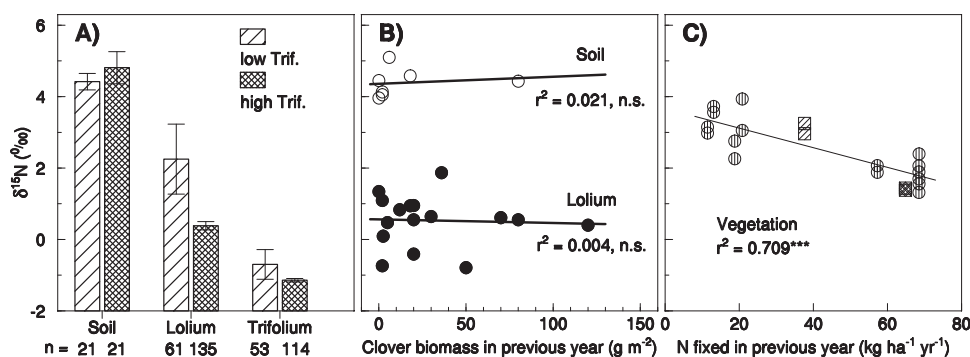 A) B) C)
low Trif.
high Trif.
Soil
r² = 0.021, n.s.
Lolium
r² = 0.004, n.s.
Vegetation
r² = 0.709***
δ¹⁵N (⁰/₀₀)
6
4
2
0
-2
Soil Lolium Trifolium
n = 21 21 61 135 53 114
0 50 100 150
Clover biomass in previous year (g m⁻²)
0 20 40 60 80
N fixed in previous year (kg ha⁻¹ yr⁻¹)